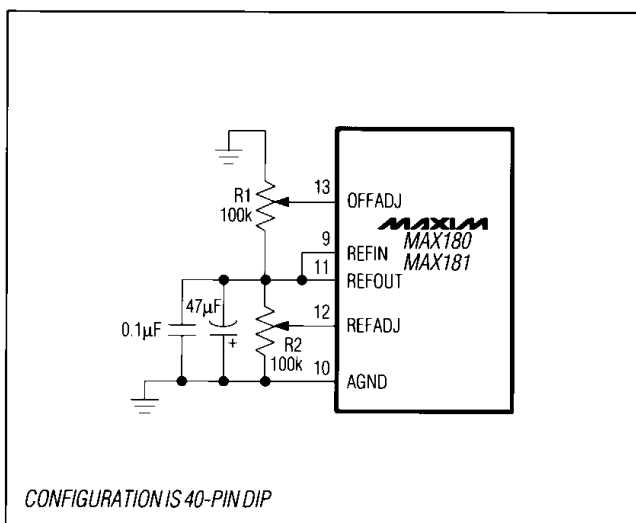 R1
100k
13
OFFADJ
MAXIM
MAX180
MAX181
9
REFIN
11
REFOUT
47µF
0.1µF
+
12
REFADJ
R2
100k
10
AGND
CONFIGURATION IS 40-PIN DIP